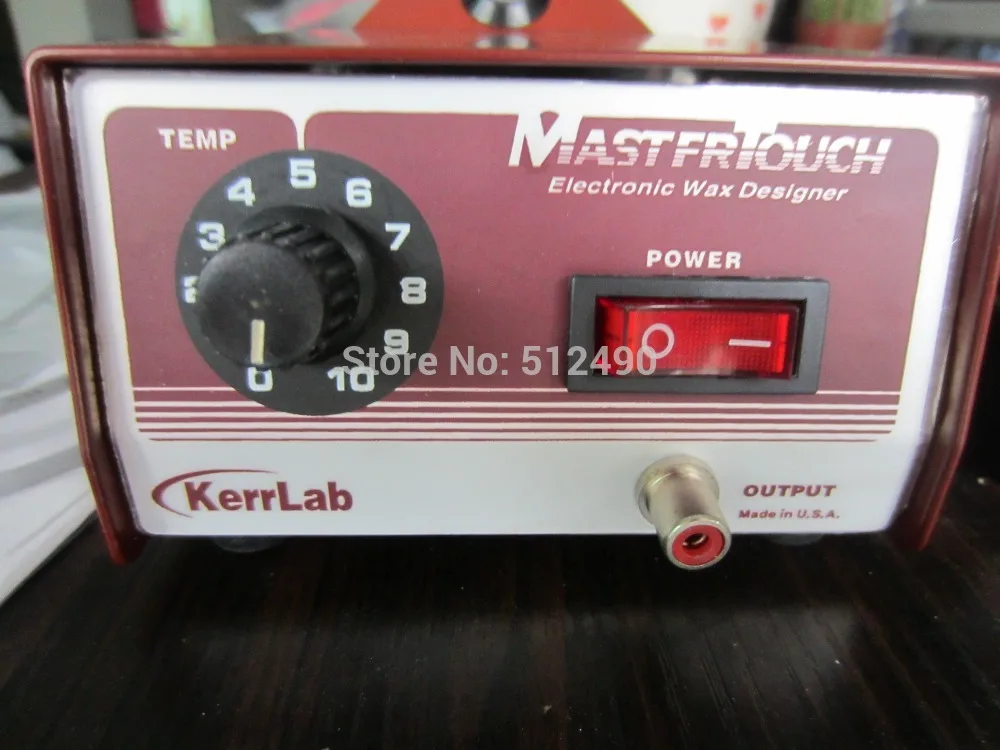 TEMP
0
2
3
4
5
6
7
8
9
10
MASTERTOUCH
Electronic Wax Designer
POWER
O —
Store No: 512490
KerrLab
OUTPUT
Made in U.S.A.